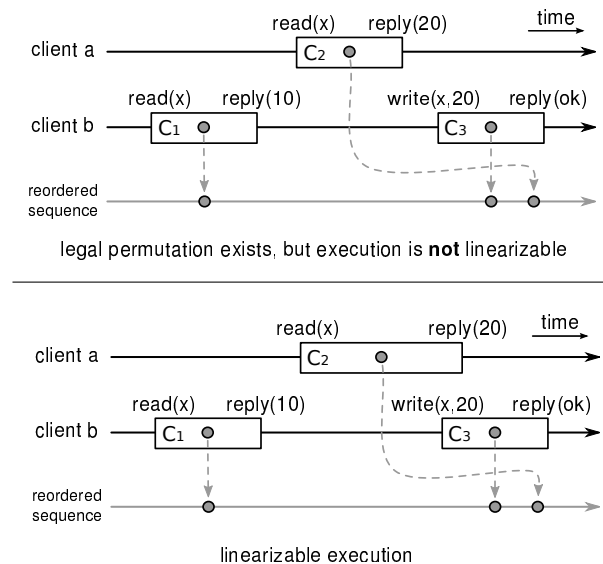 read(x) reply(20) time
client a C2
read(x) reply(10) write(x,20) reply(ok)
client b C1 C3
reordered
sequence
legal permutation exists, but execution is not linearizable
read(x) reply(20) time
client a C2
read(x) reply(10) write(x,20) reply(ok)
client b C1 C3
reordered
sequence
linearizable execution